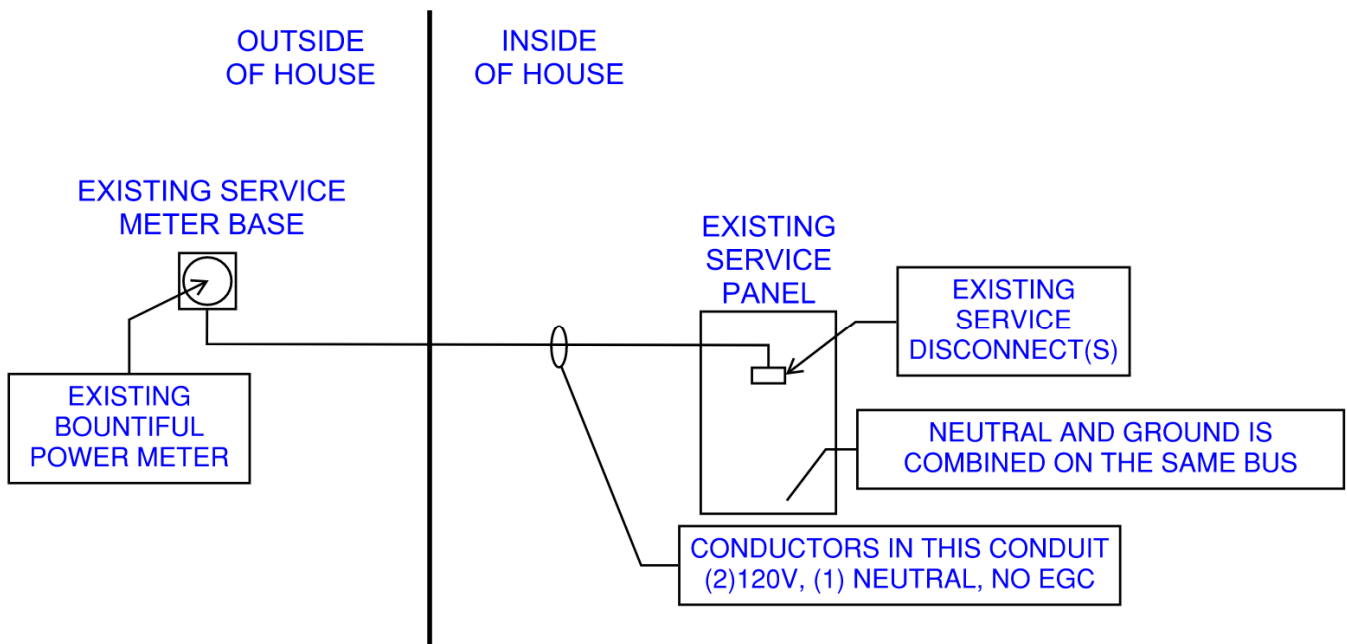 OUTSIDE
OF HOUSE
INSIDE
OF HOUSE
EXISTING SERVICE
METER BASE
EXISTING
SERVICE
PANEL
EXISTING
SERVICE
DISCONNECT(S)
EXISTING
BOUNTIFUL
POWER METER
NEUTRAL AND GROUND IS
COMBINED ON THE SAME BUS
CONDUCTORS IN THIS CONDUIT
(2)120V, (1) NEUTRAL, NO EGC